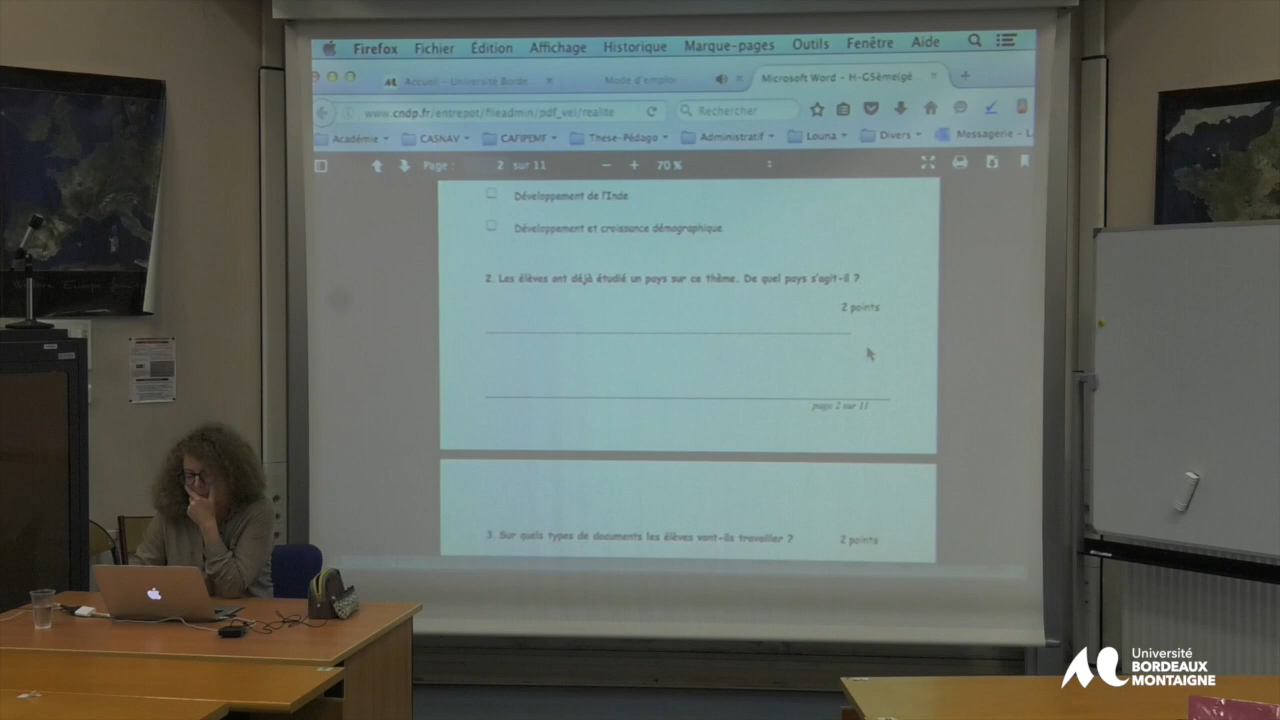 Firefox Fichier Édition Affichage Historique Marque-pages Outils Fenêtre Aide
Accueil – Université Borde
Mode d'emploi
Microsoft Word - H-G5èmeigé
www.cndp.fr/entrepot/fileadmin/pdf_vei/realite
Rechercher
Académie CASNAV CAFIPEMF These-Pédago Administratif Louna Divers Messagerie - L
Page : 2 sur 11
70 %
Développement de l'Inde
Développement et croissance démographique
2. Les élèves ont déjà étudié un pays sur ce thème. De quel pays s'agit-il ?
2 points
page 2 sur 11
3. Sur quels types de documents les élèves vont-ils travailler ? 2 points
Université
BORDEAUX
MONTAIGNE